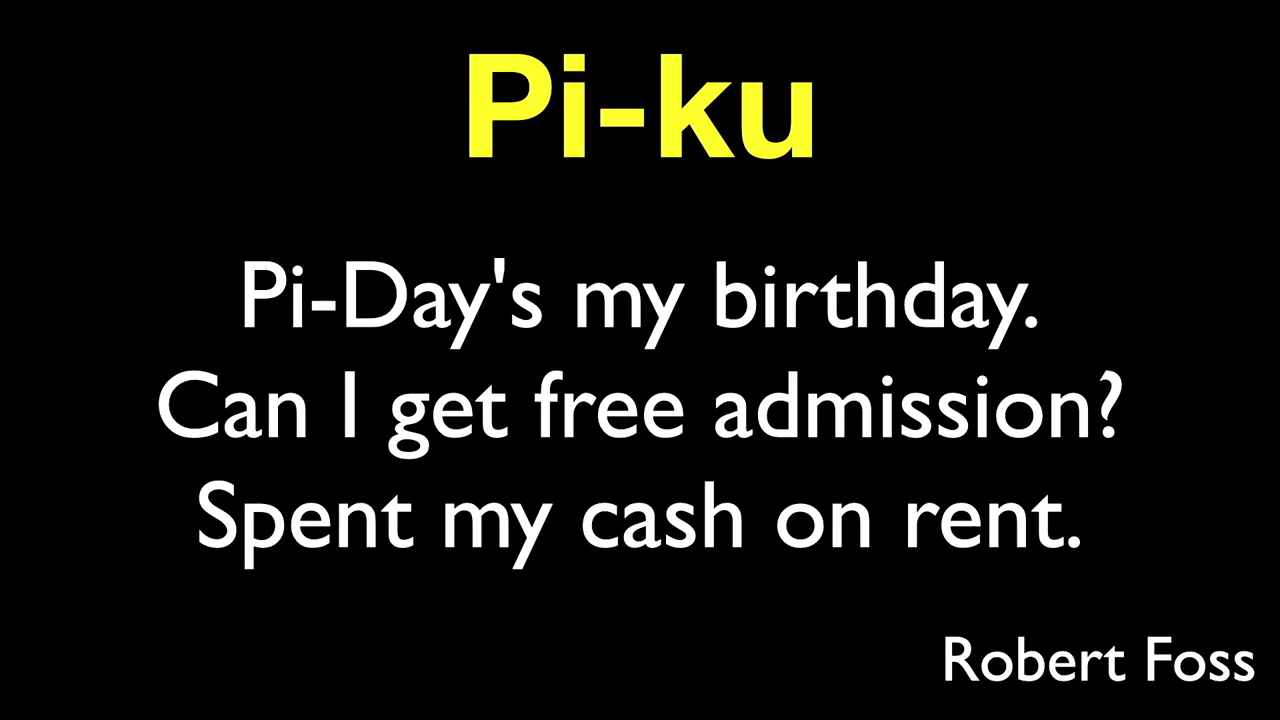 Pi-ku
Pi-Day's my birthday.
Can I get free admission?
Spent my cash on rent.
Robert Foss